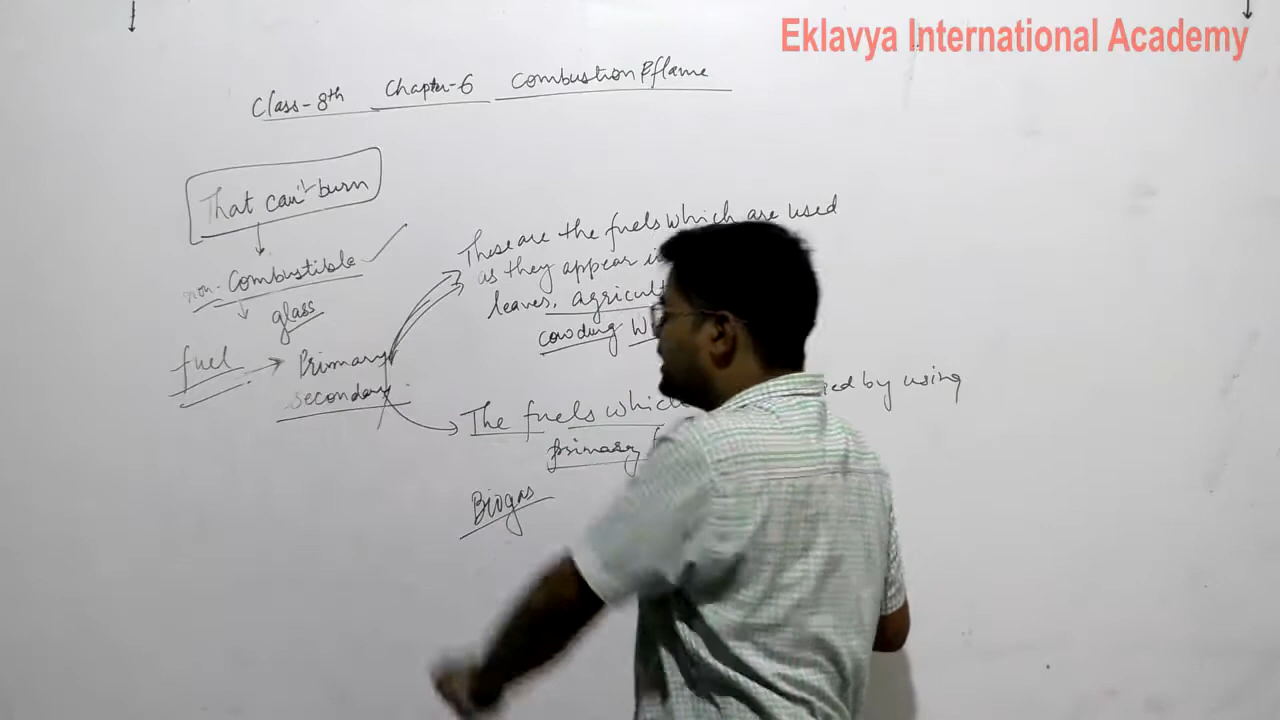 Eklavya International Academy
Class-8th Chapter-6 Combustion & flame
That can't burn
non-Combustible
glass
fuel → Primary
secondary
These are the fuels which are used
as they appear
leaves, agricult
cowdung W
The fuels which by using
primary
Biogas